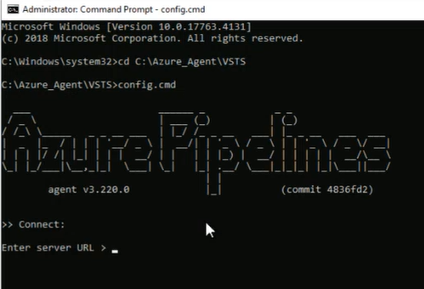 Administrator: Command Prompt - config.cmd
Microsoft Windows [Version 10.0.17763.4131]
(c) 2018 Microsoft Corporation. All rights reserved.
C:\Windows\system32>cd C:\Azure_Agent\VSTS
C:\Azure_Agent\VSTS>config.cmd
Azure Pipelines
agent v3.220.0 (commit 4836fd2)
>> Connect:
Enter server URL > _